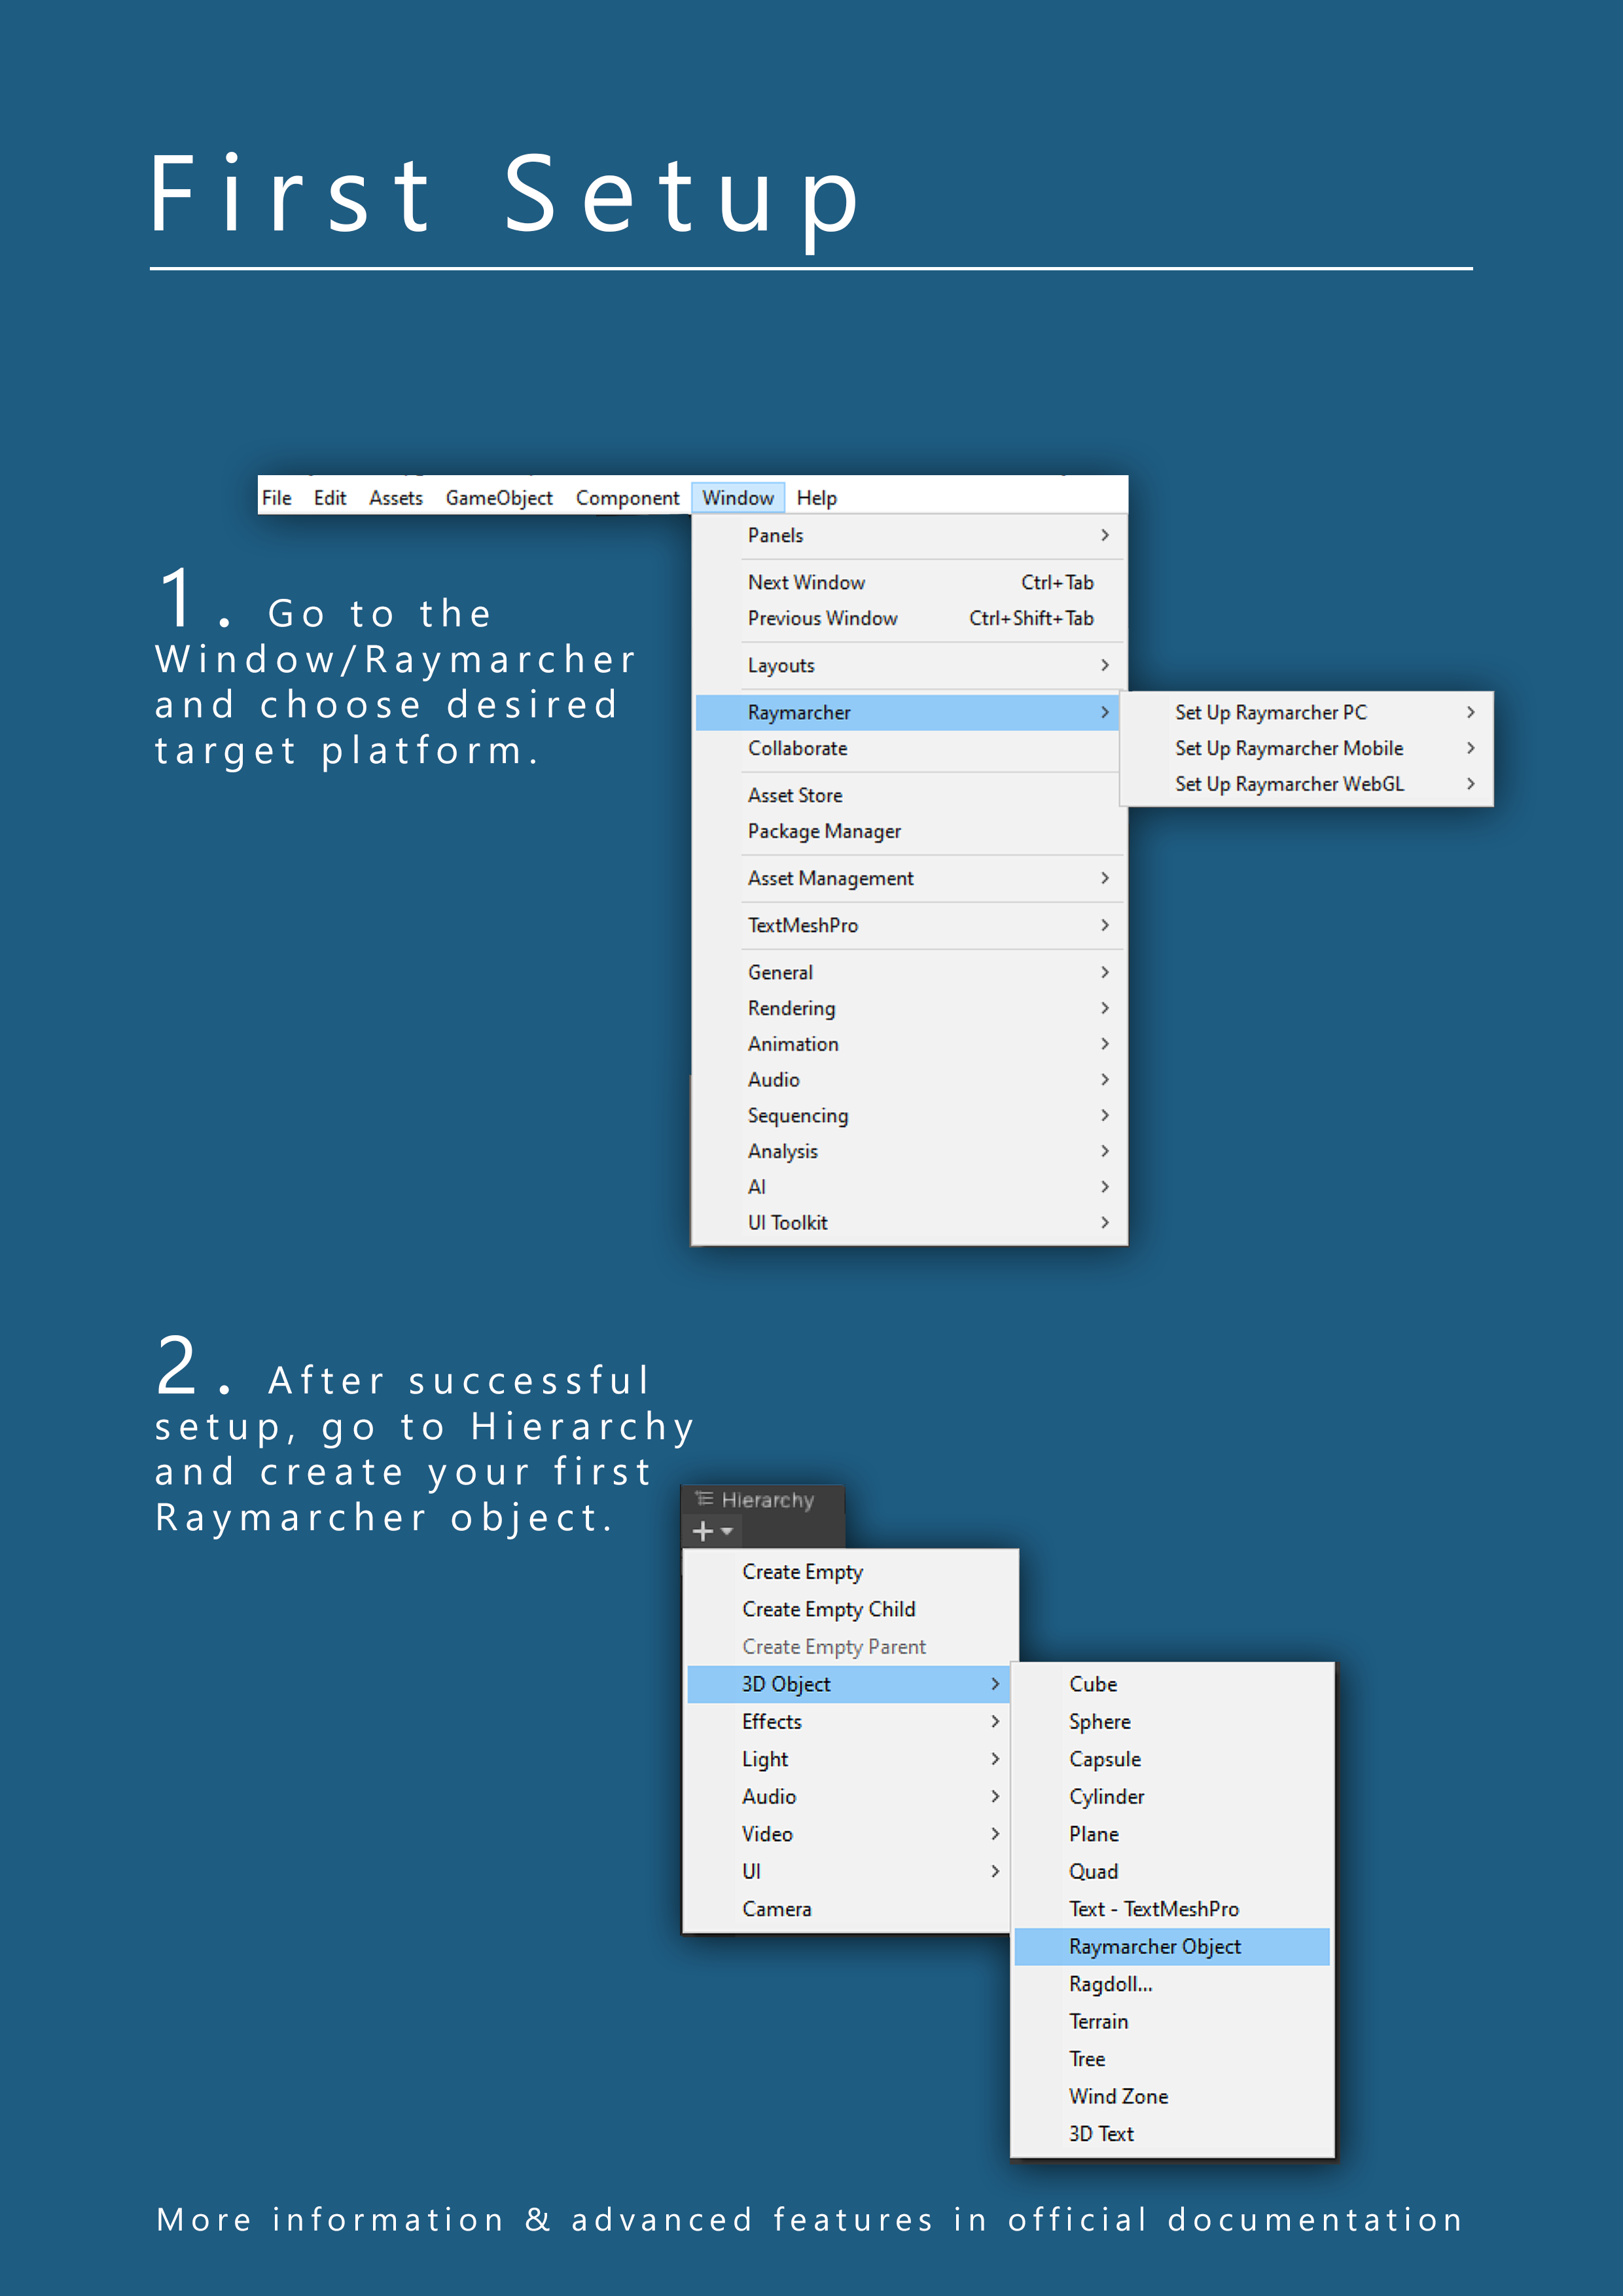 First Setup
File Edit Assets GameObject Component Window Help
Panels
Next Window Ctrl+Tab
Previous Window Ctrl+Shift+Tab
Layouts
Raymarcher
Collaborate
Asset Store
Package Manager
Asset Management
TextMeshPro
General
Rendering
Animation
Audio
Sequencing
Analysis
AI
UI Toolkit
Set Up Raymarcher PC
Set Up Raymarcher Mobile
Set Up Raymarcher WebGL
1. Go to the
Window/Raymarcher
and choose desired
target platform.
2. After successful
setup, go to Hierarchy
and create your first
Raymarcher object.
Hierarchy
Create Empty
Create Empty Child
Create Empty Parent
3D Object
Effects
Light
Audio
Video
UI
Camera
Cube
Sphere
Capsule
Cylinder
Plane
Quad
Text - TextMeshPro
Raymarcher Object
Ragdoll...
Terrain
Tree
Wind Zone
3D Text
More information & advanced features in official documentation